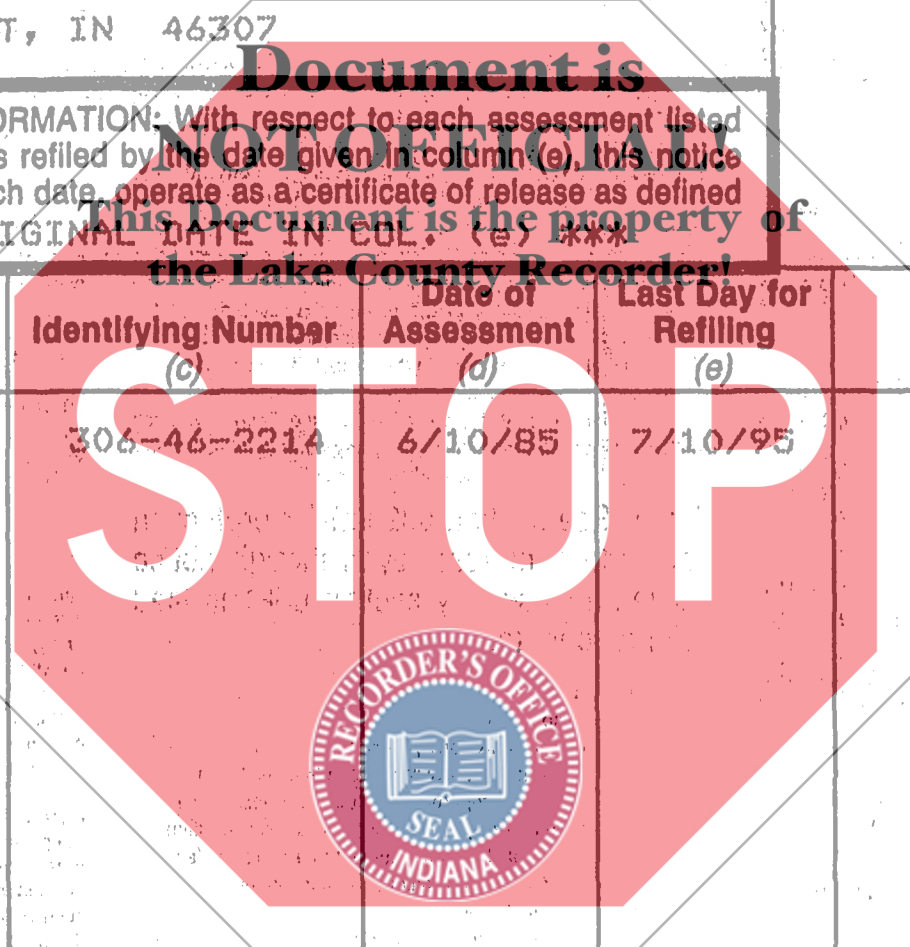 T, IN 46307
Document is
ORMATION: With respect to each assessment listed
NOT OFFICIAL!
s refiled by the date given in column (e), this notice
ch date, operate as a certificate of release as defined
This Document is the property of
IGINAL DATE IN COL. (e) ***
the Lake County Recorder!
Identifying Number
(c)
Date of
Assessment
(d)
Last Day for
Refiling
(e)
306-46-2214 6/10/85 7/10/95
STOP
RECORDER'S OFFICE
SEAL
INDIANA